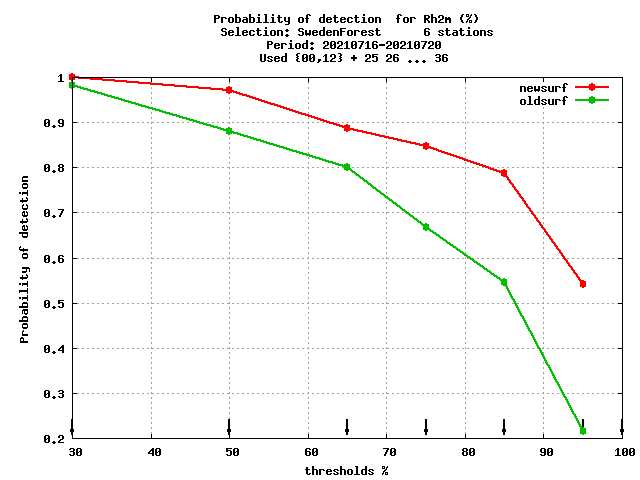 Probability of detection  for Rh2m (%)
Selection: SwedenForest      6 stations
Period: 20210716-20210720
Used {00,12} + 25 26 ... 36
newsurf
oldsurf
Probability of detection
1
0.9
0.8
0.7
0.6
0.5
0.4
0.3
0.2
30 40 50 60 70 80 90 100
thresholds %